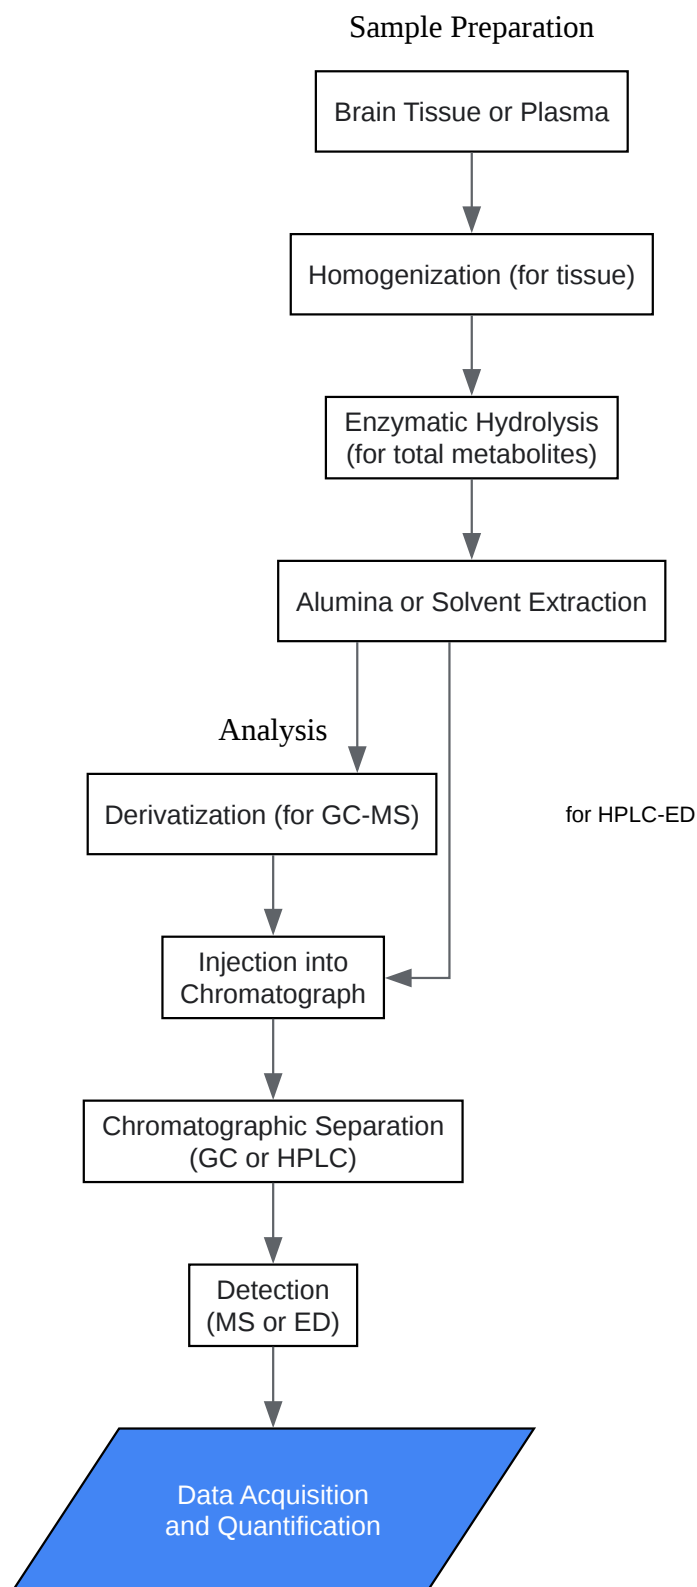 Sample Preparation
Brain Tissue or Plasma
Homogenization (for tissue)
Enzymatic Hydrolysis
(for total metabolites)
Alumina or Solvent Extraction
Analysis
Derivatization (for GC-MS)
for HPLC-ED
Injection into
Chromatograph
Chromatographic Separation
(GC or HPLC)
Detection
(MS or ED)
Data Acquisition
and Quantification